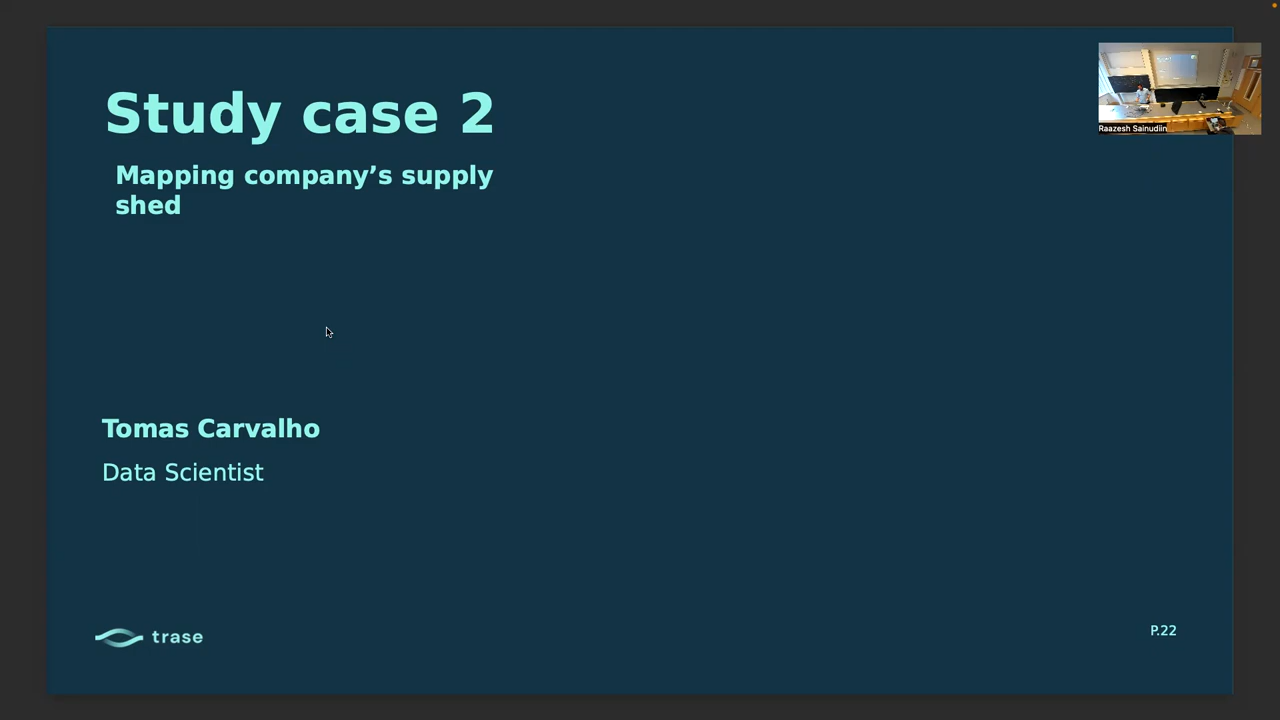 Study case 2
Mapping company’s supply
shed
Raazesh Sainudiin
Tomas Carvalho
Data Scientist
trase
P.22